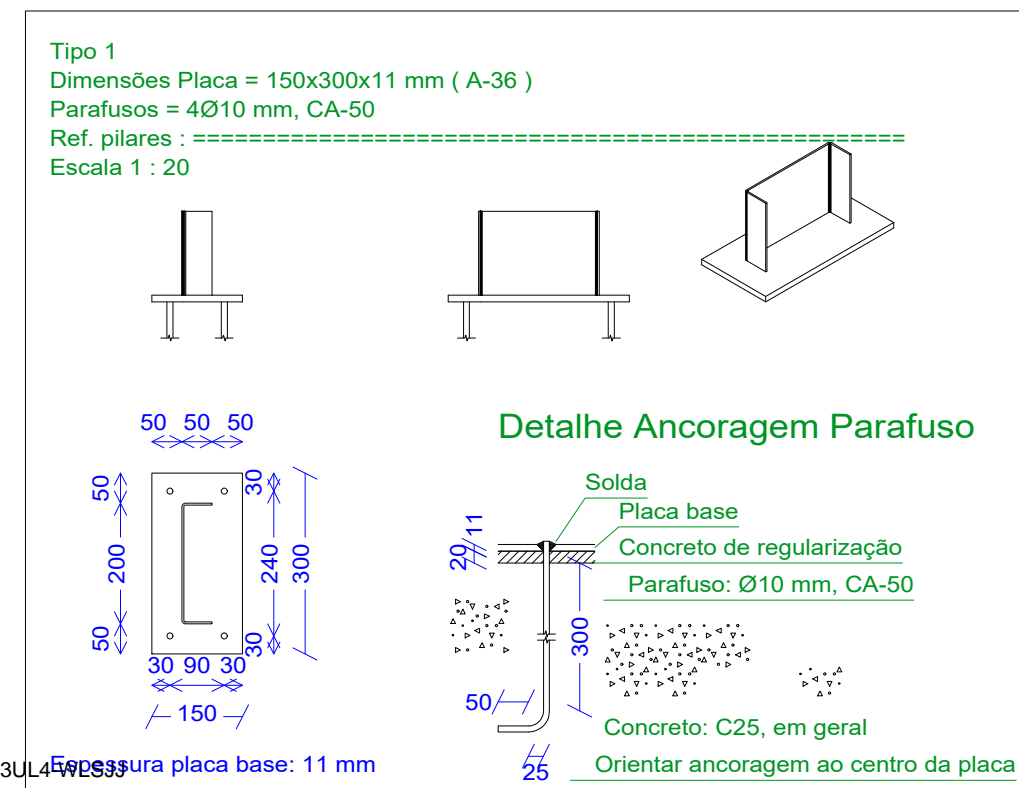 Tipo 1
Dimensões Placa = 150x300x11 mm ( A-36 )
Parafusos = 4Ø10 mm, CA-50
Ref. pilares : ===================================================
Escala 1 : 20
50 50 50
50
200
50
30
240
30
300
30 90 30
150
Espessura placa base: 11 mm
3UL4-WLSJJ
Detalhe Ancoragem Parafuso
Solda
Placa base
Concreto de regularização
Parafuso: Ø10 mm, CA-50
11
20
300
50
25
Concreto: C25, em geral
Orientar ancoragem ao centro da placa